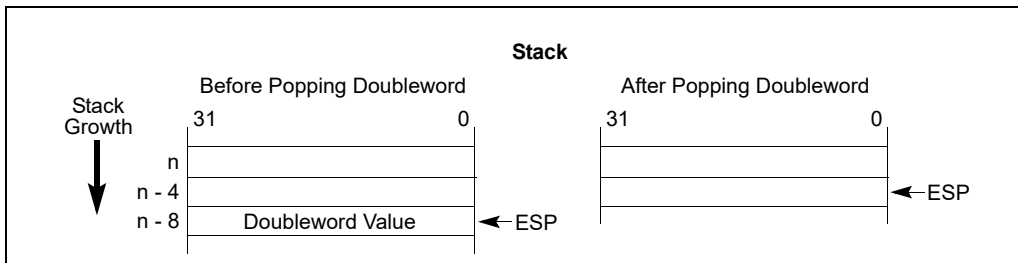 Stack
Before Popping Doubleword
After Popping Doubleword
Stack
Growth
31 0
31 0
n
n - 4
ESP
n - 8 Doubleword Value ESP